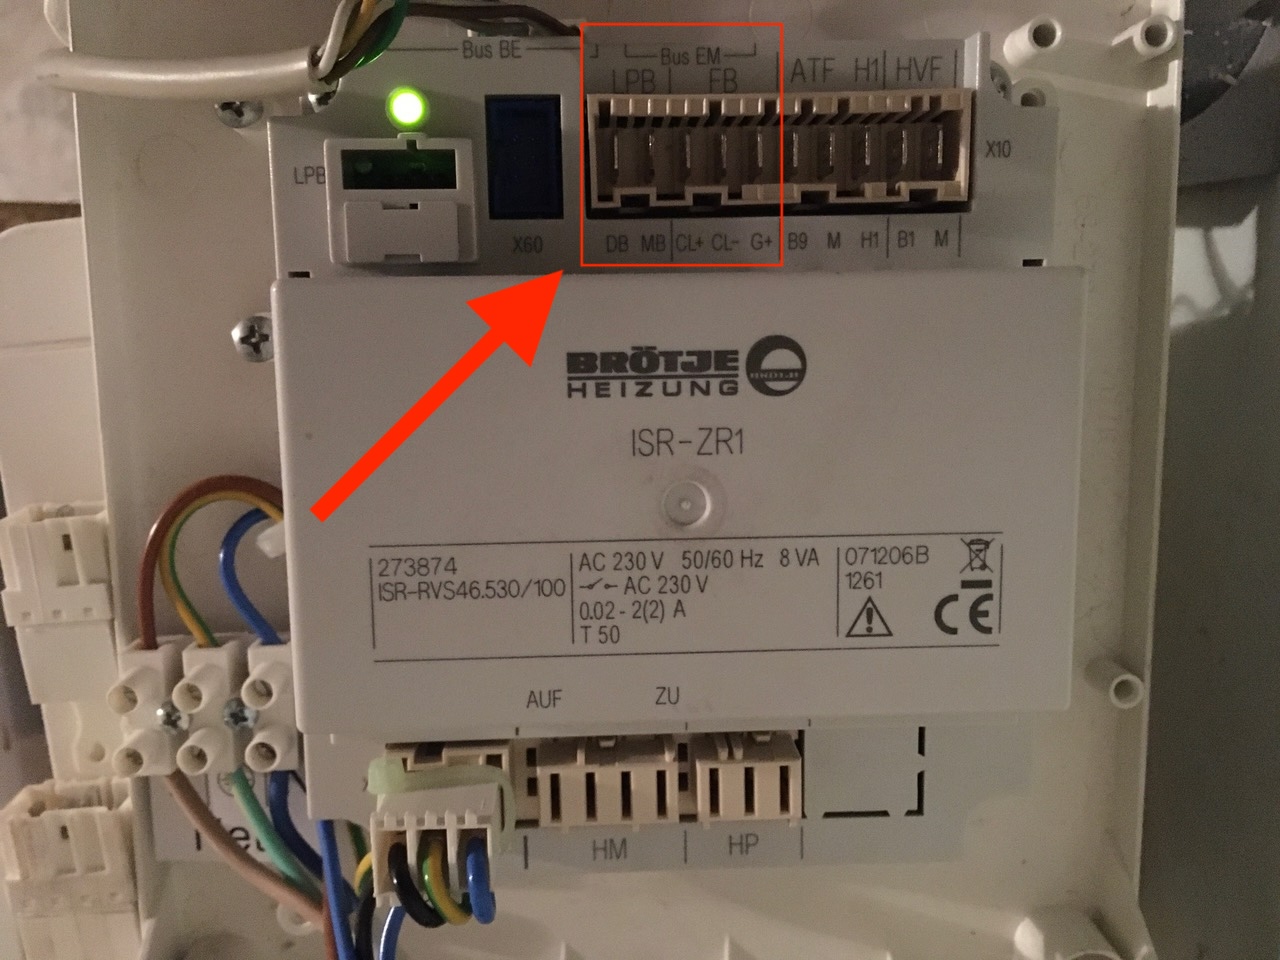 Bus BE
Bus EM
LPB FB ATF H1 HVF
X10
LPB
X60
DB MB CL+ CL- G+ B9 M H1 B1 M
BRÖTJE
HEIZUNG
ISR-ZR1
273874
ISR-RVS46.530/100
AC 230 V 50/60 Hz 8 VA
AC 230 V
0.02 - 2(2) A
T 50
071206B
1261
CE
AUF ZU
HM HP